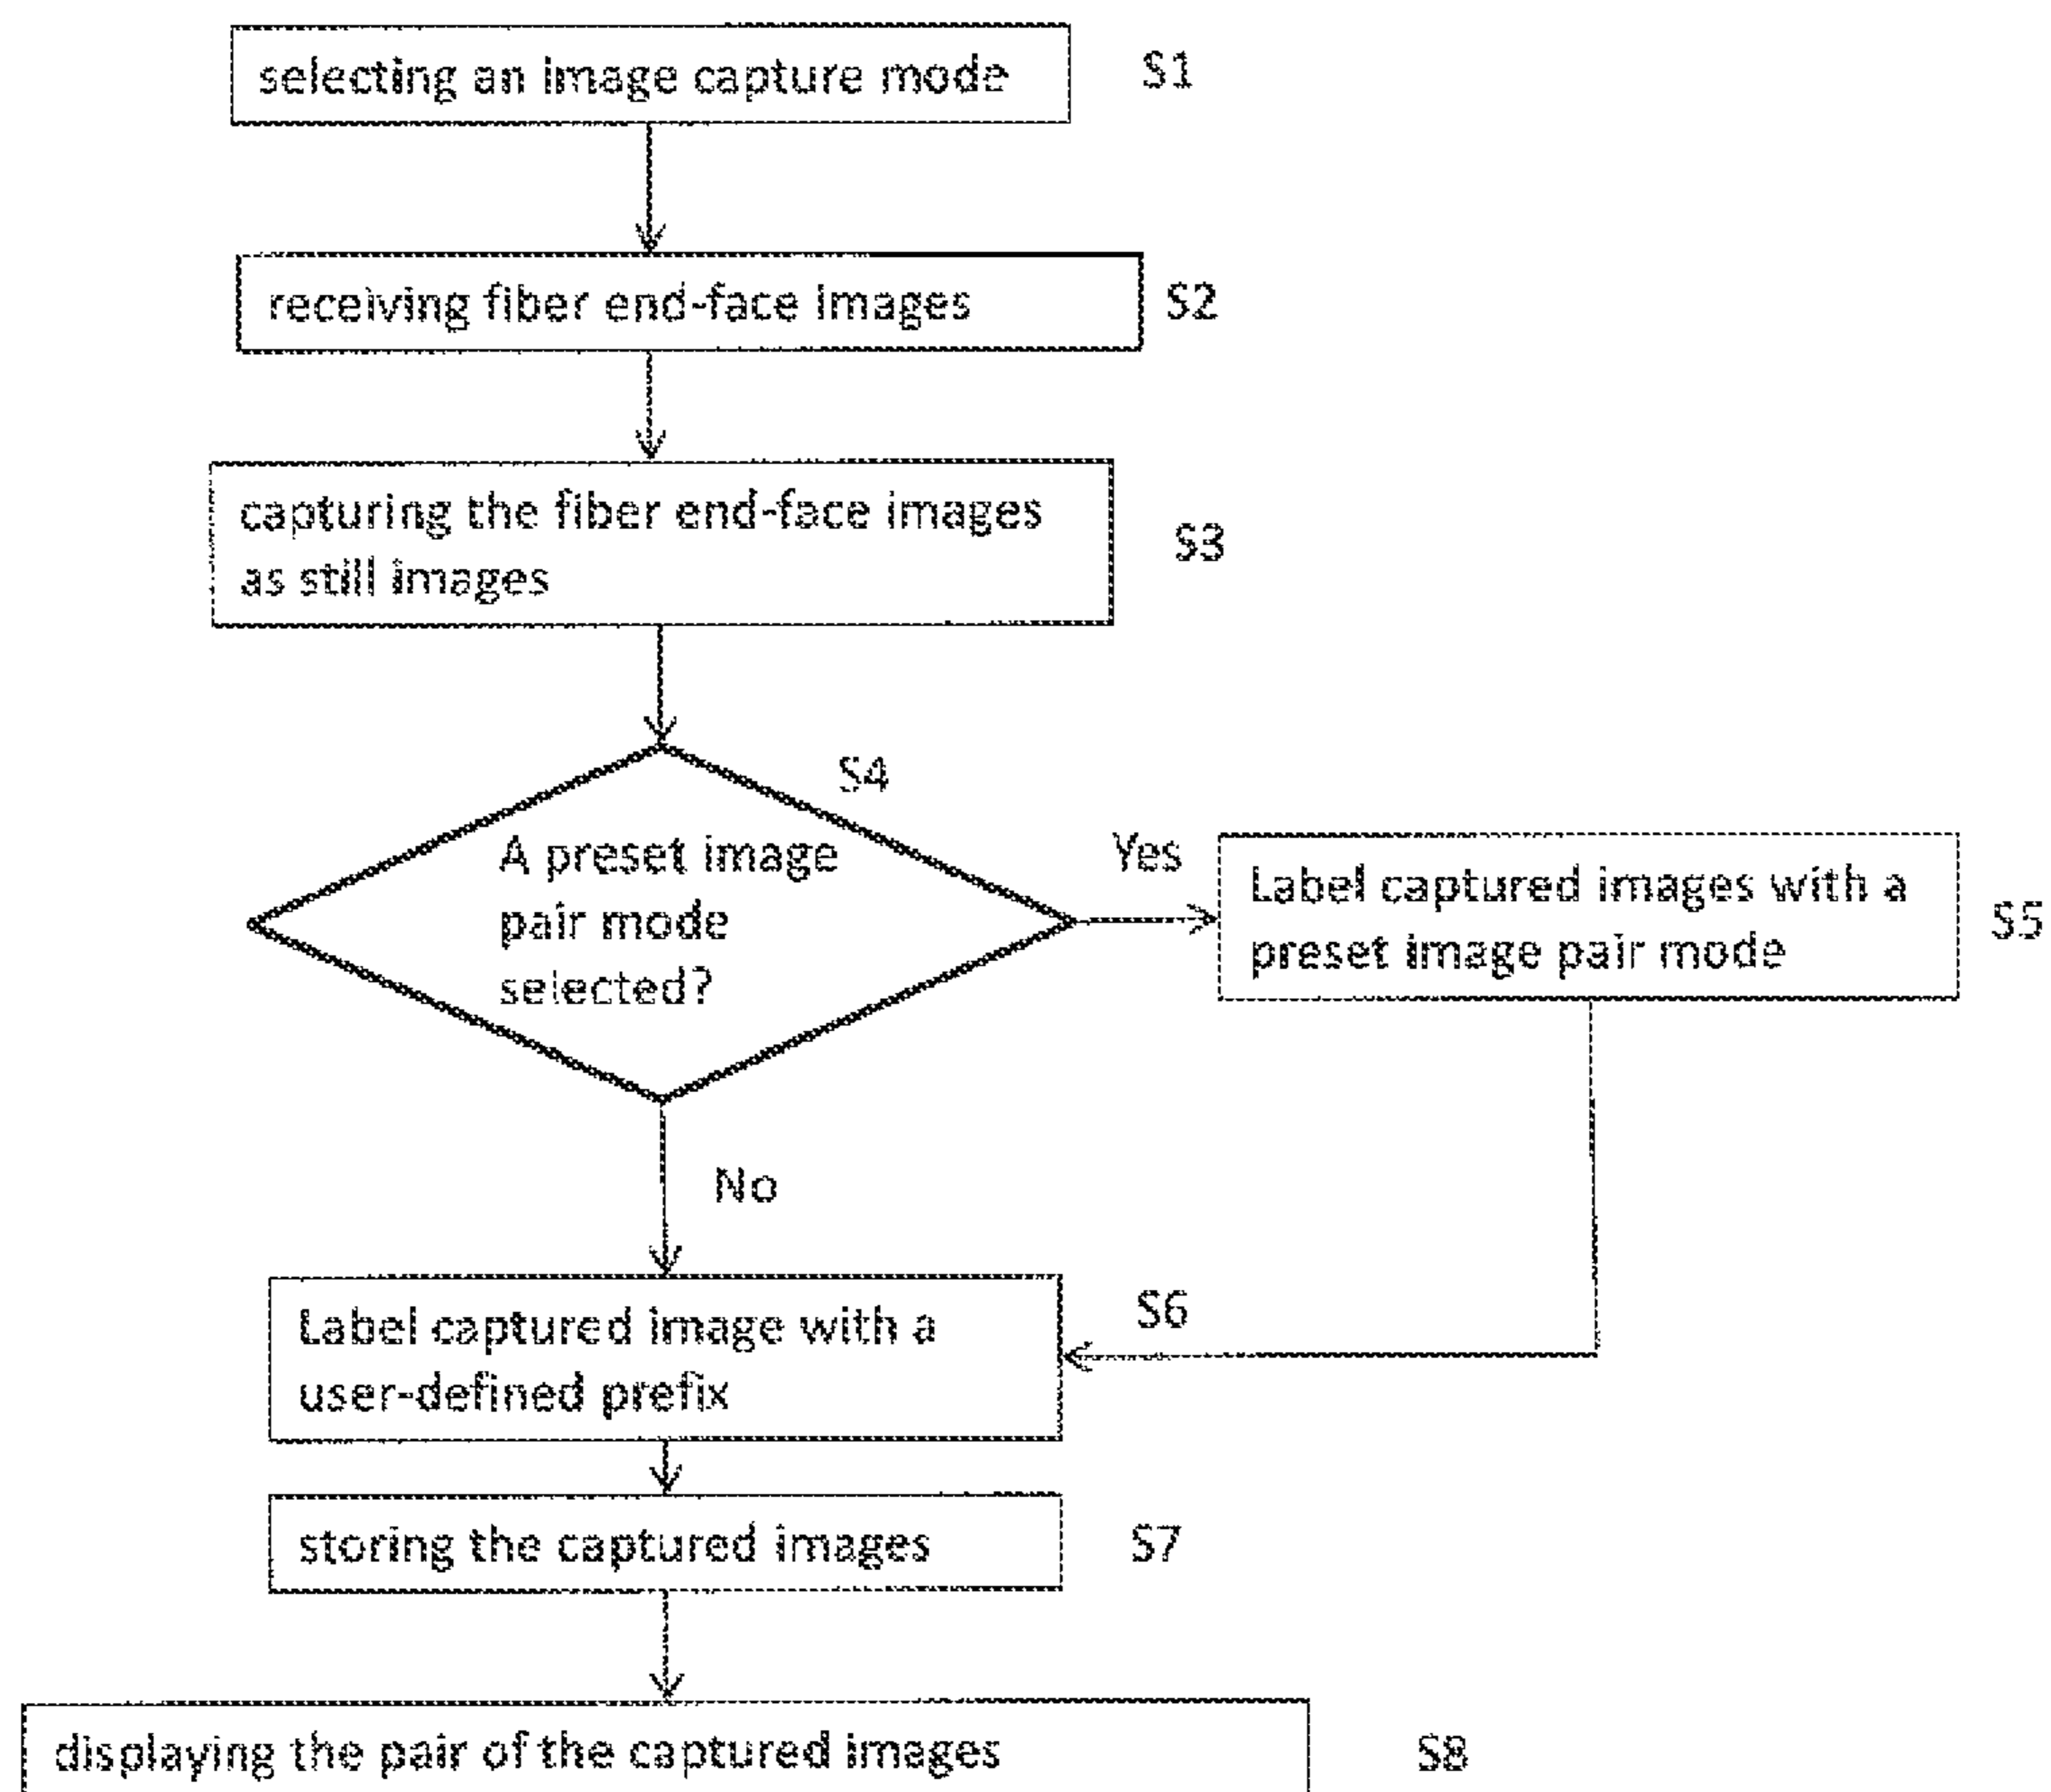 selecting an image capture mode
S1
receiving fiber end-face images
S2
capturing the fiber end-face images
as still images
S3
S4
A preset image
pair mode
selected?
Yes
Label captured images with a
preset image pair mode
S5
No
Label captured image with a
user-defined prefix
S6
storing the captured images
S7
displaying the pair of the captured images
S8